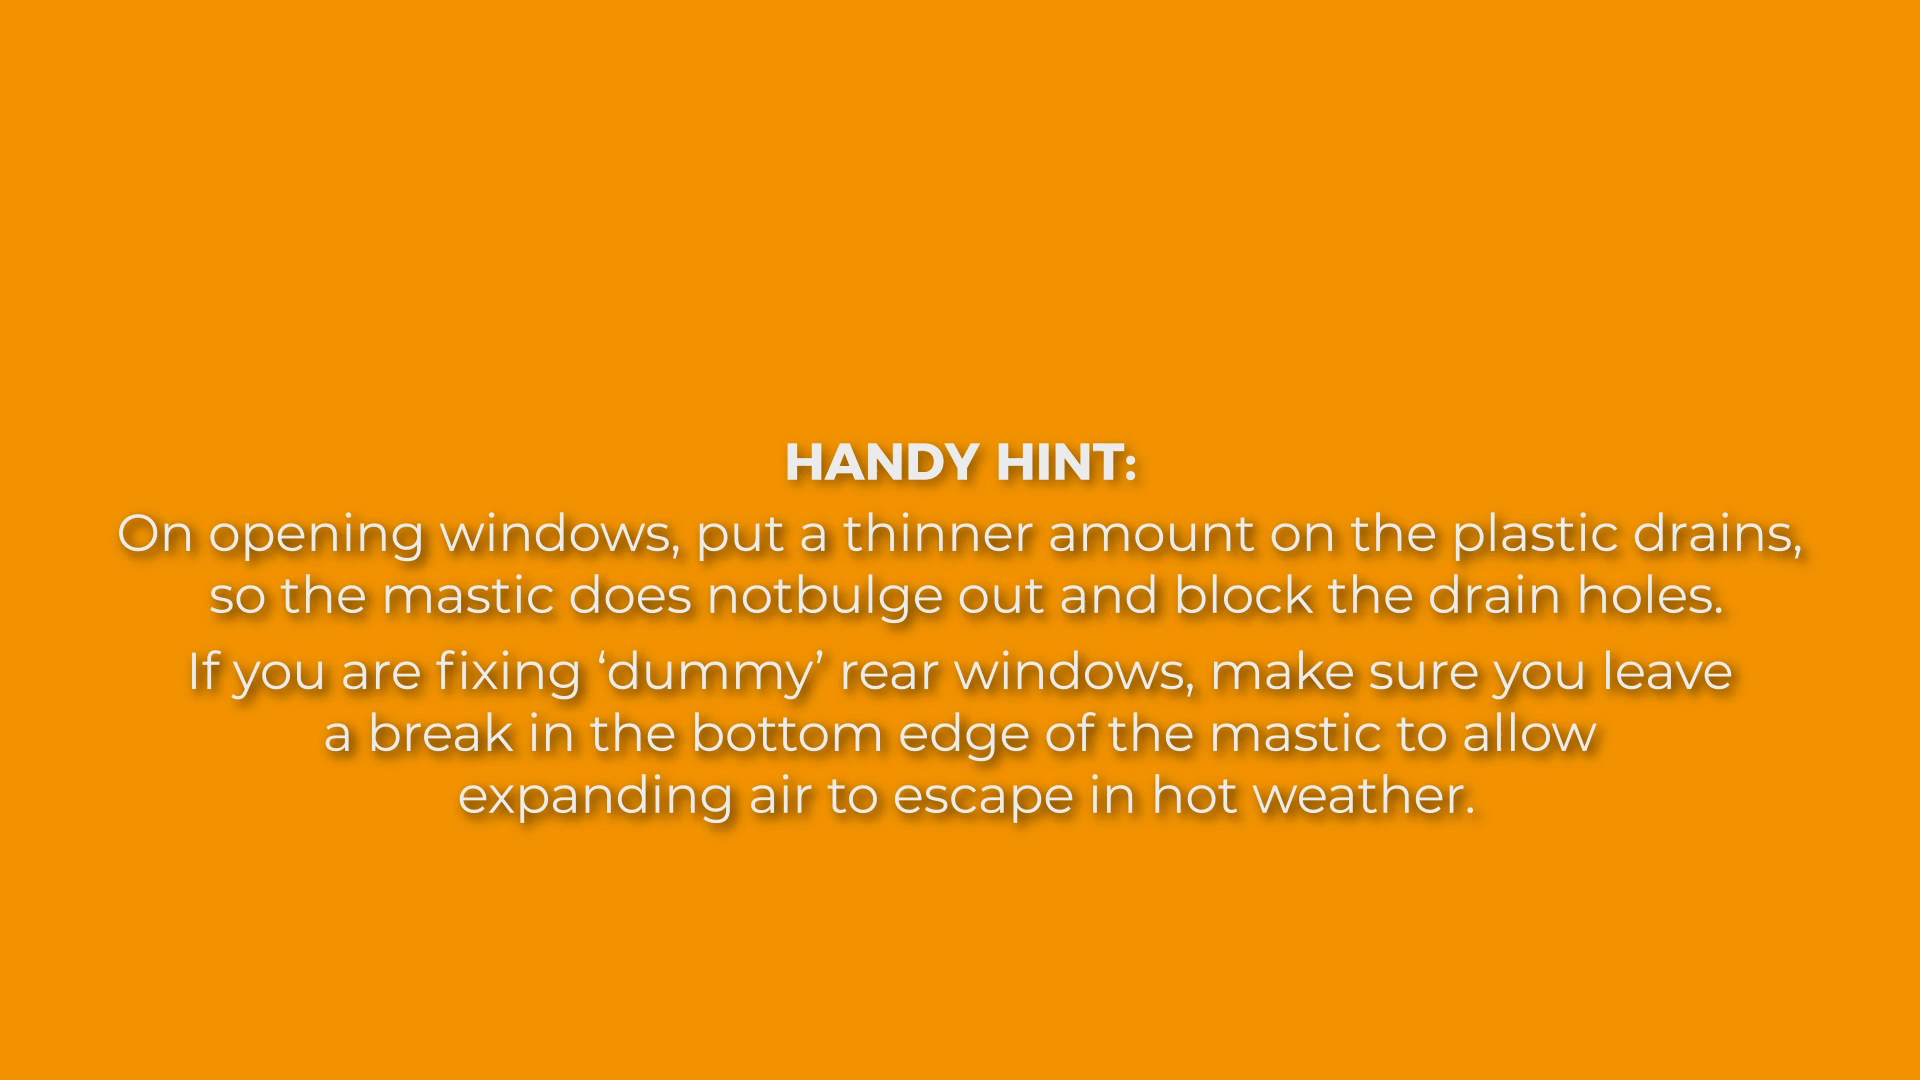 HANDY HINT:
On opening windows, put a thinner amount on the plastic drains,
so the mastic does notbulge out and block the drain holes.
If you are fixing ‘dummy’ rear windows, make sure you leave
a break in the bottom edge of the mastic to allow
expanding air to escape in hot weather.